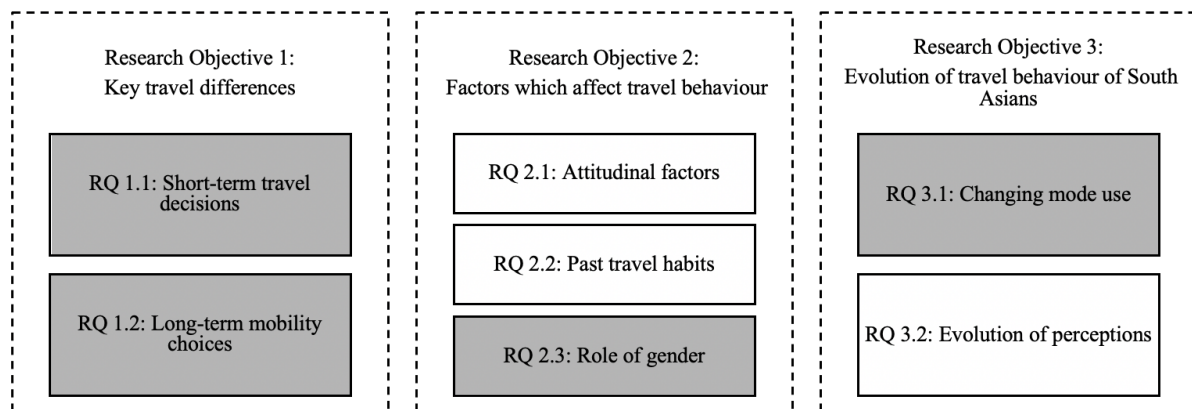 Research Objective 1:
Key travel differences
RQ 1.1: Short-term travel
decisions
RQ 1.2: Long-term mobility
choices
Research Objective 2:
Factors which affect travel behaviour
RQ 2.1: Attitudinal factors
RQ 2.2: Past travel habits
RQ 2.3: Role of gender
Research Objective 3:
Evolution of travel behaviour of South
Asians
RQ 3.1: Changing mode use
RQ 3.2: Evolution of perceptions